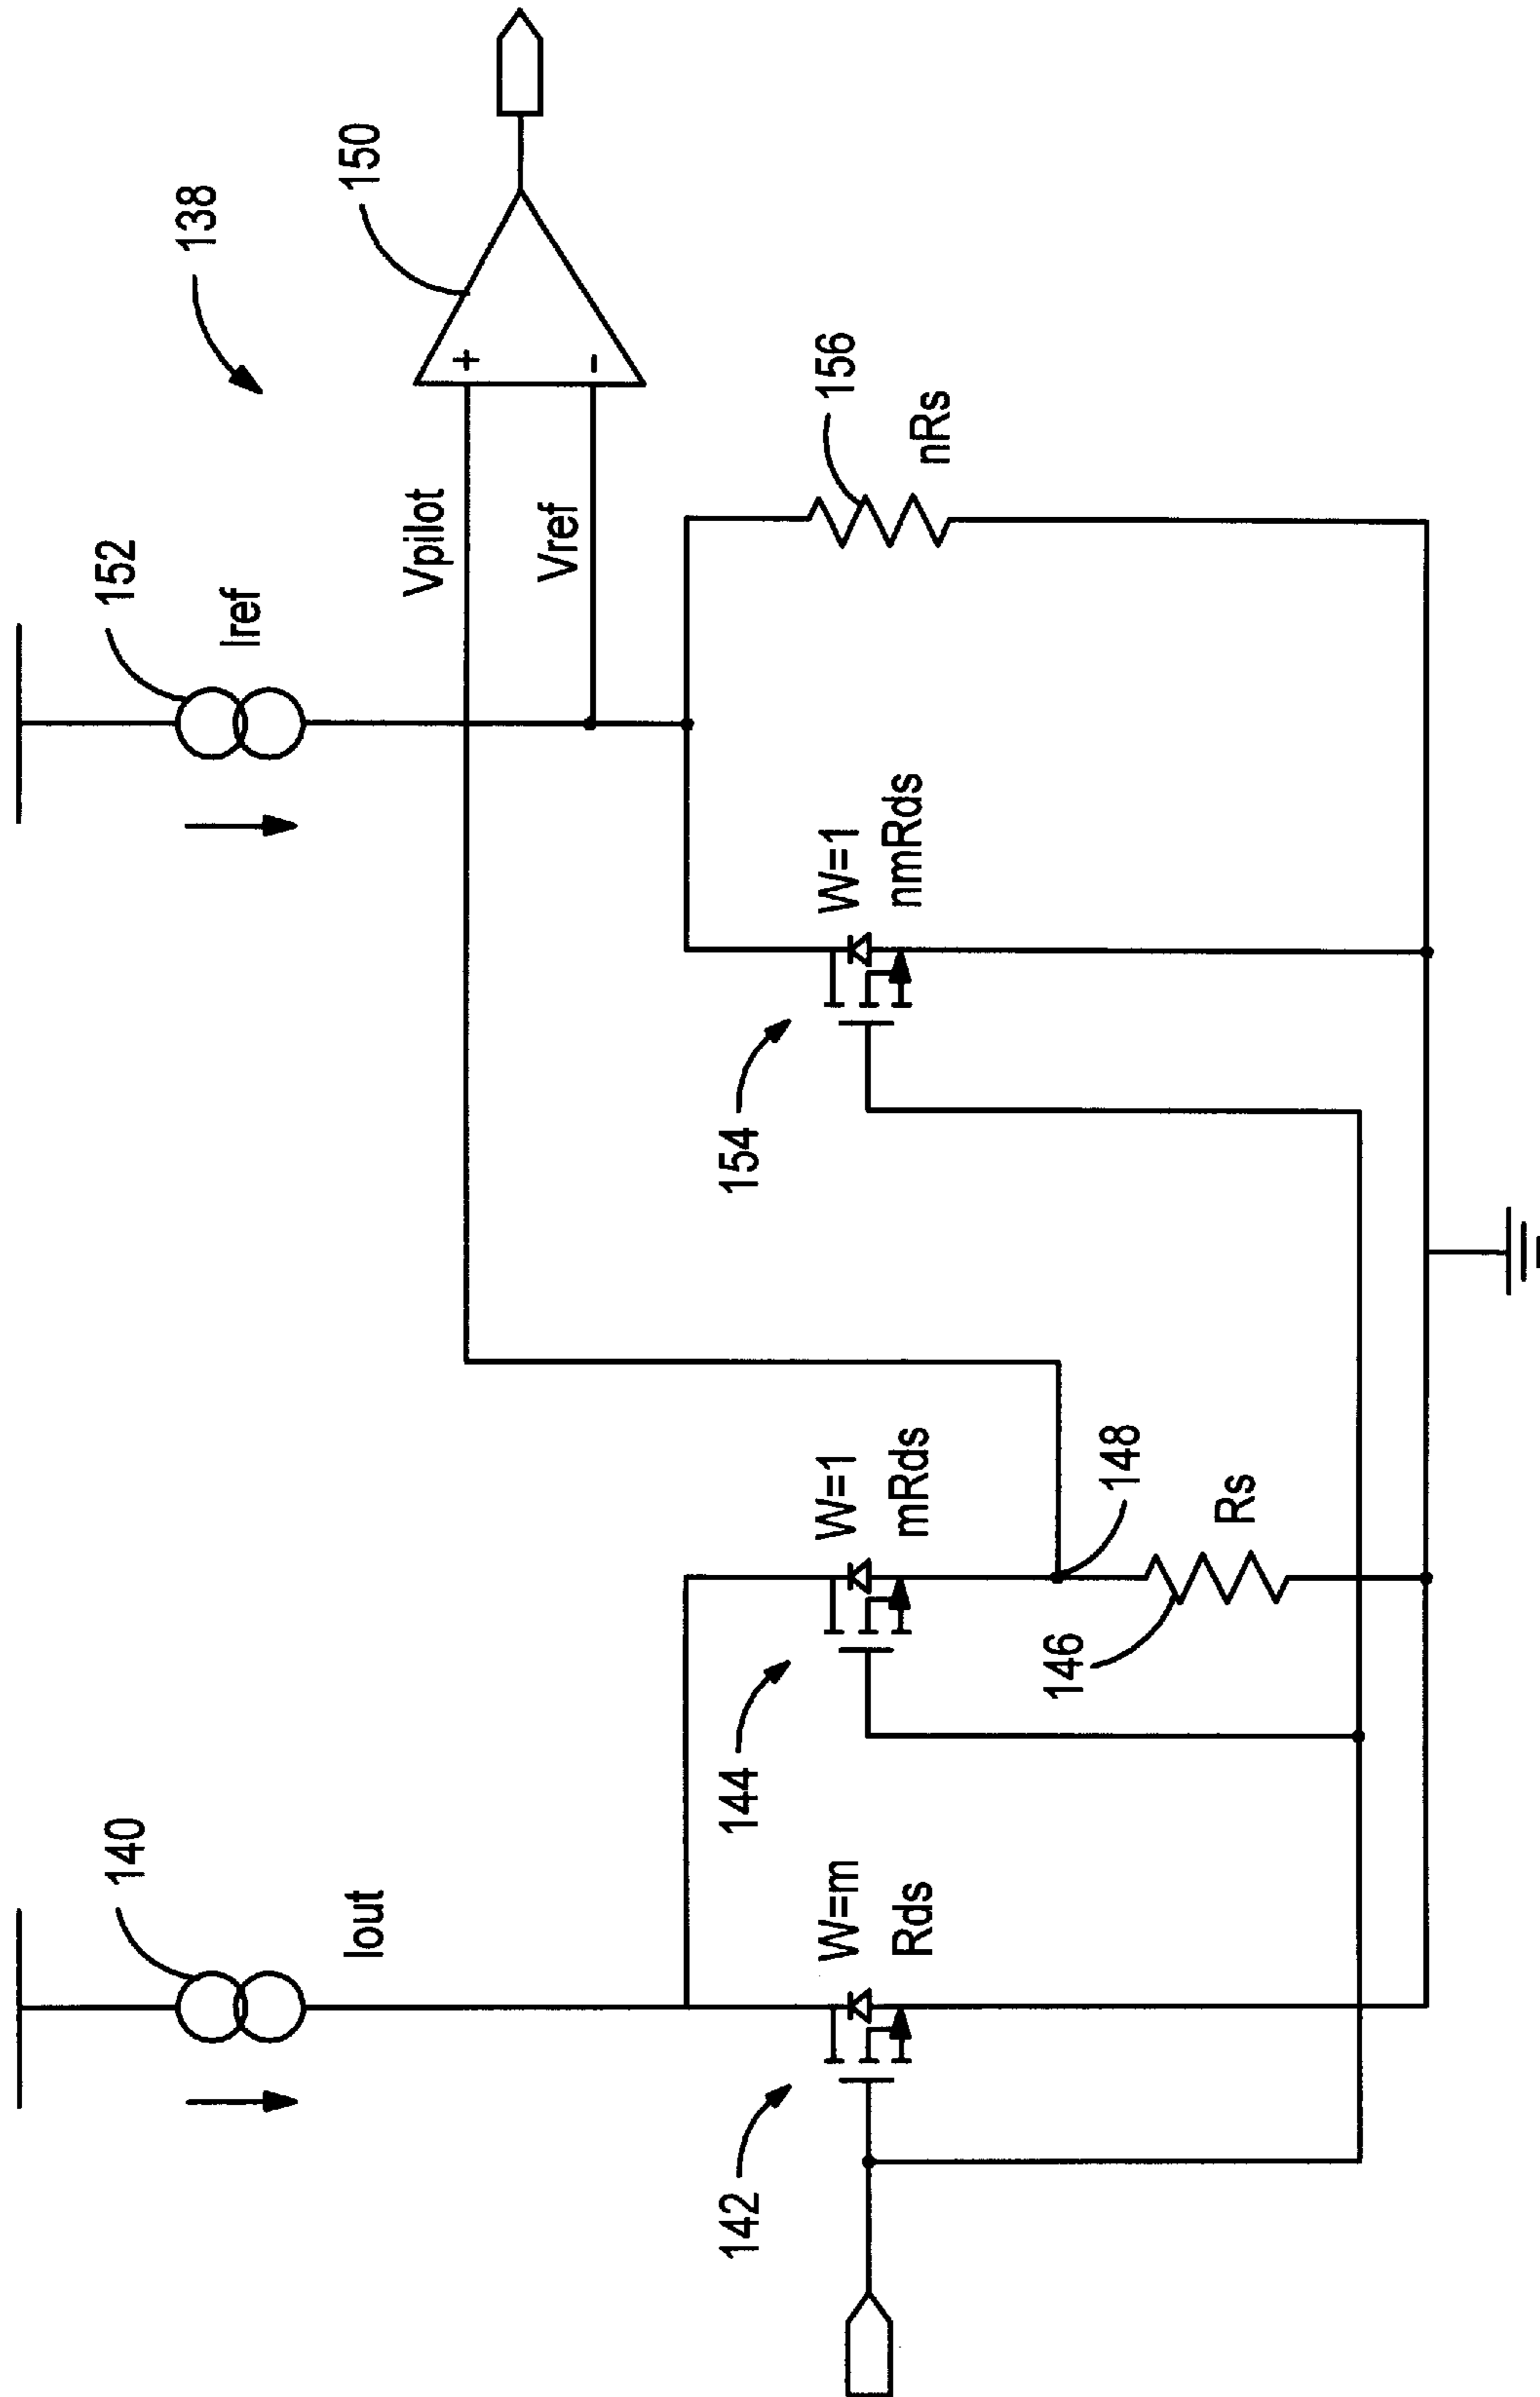 138
140
Iout
152
Iref
150
Vpilot
Vref
+
-
142
W=m
Rds
144
W=1
mRds
154
W=1
nmRds
156
nRs
146
148
Rs